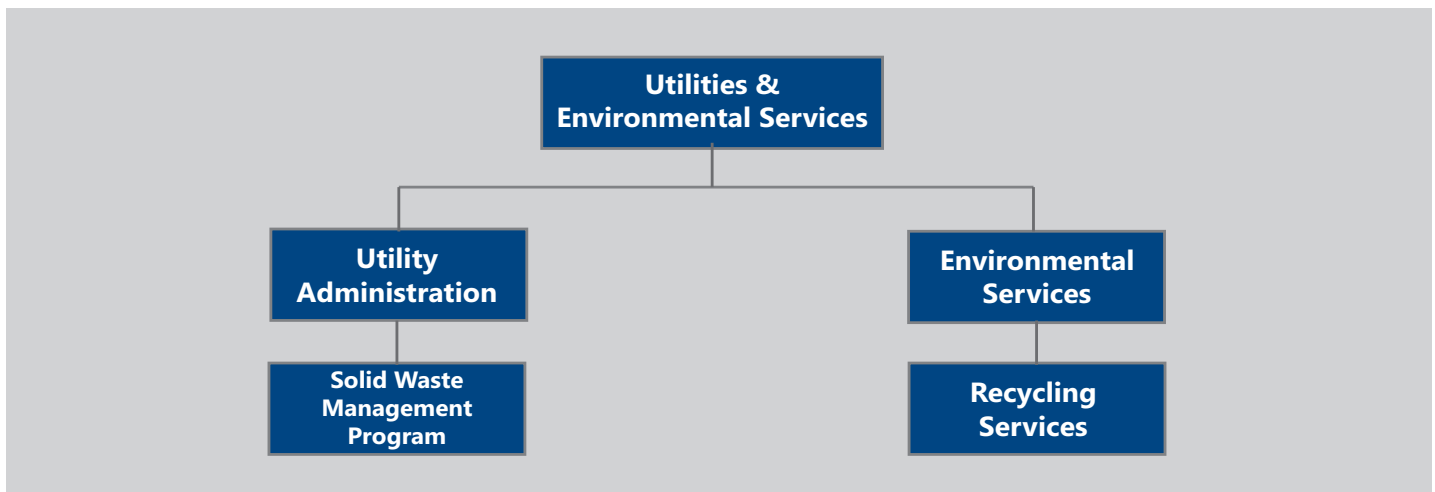 Utilities &
Environmental Services
Utility
Administration
Environmental
Services
Solid Waste
Management
Program
Recycling
Services